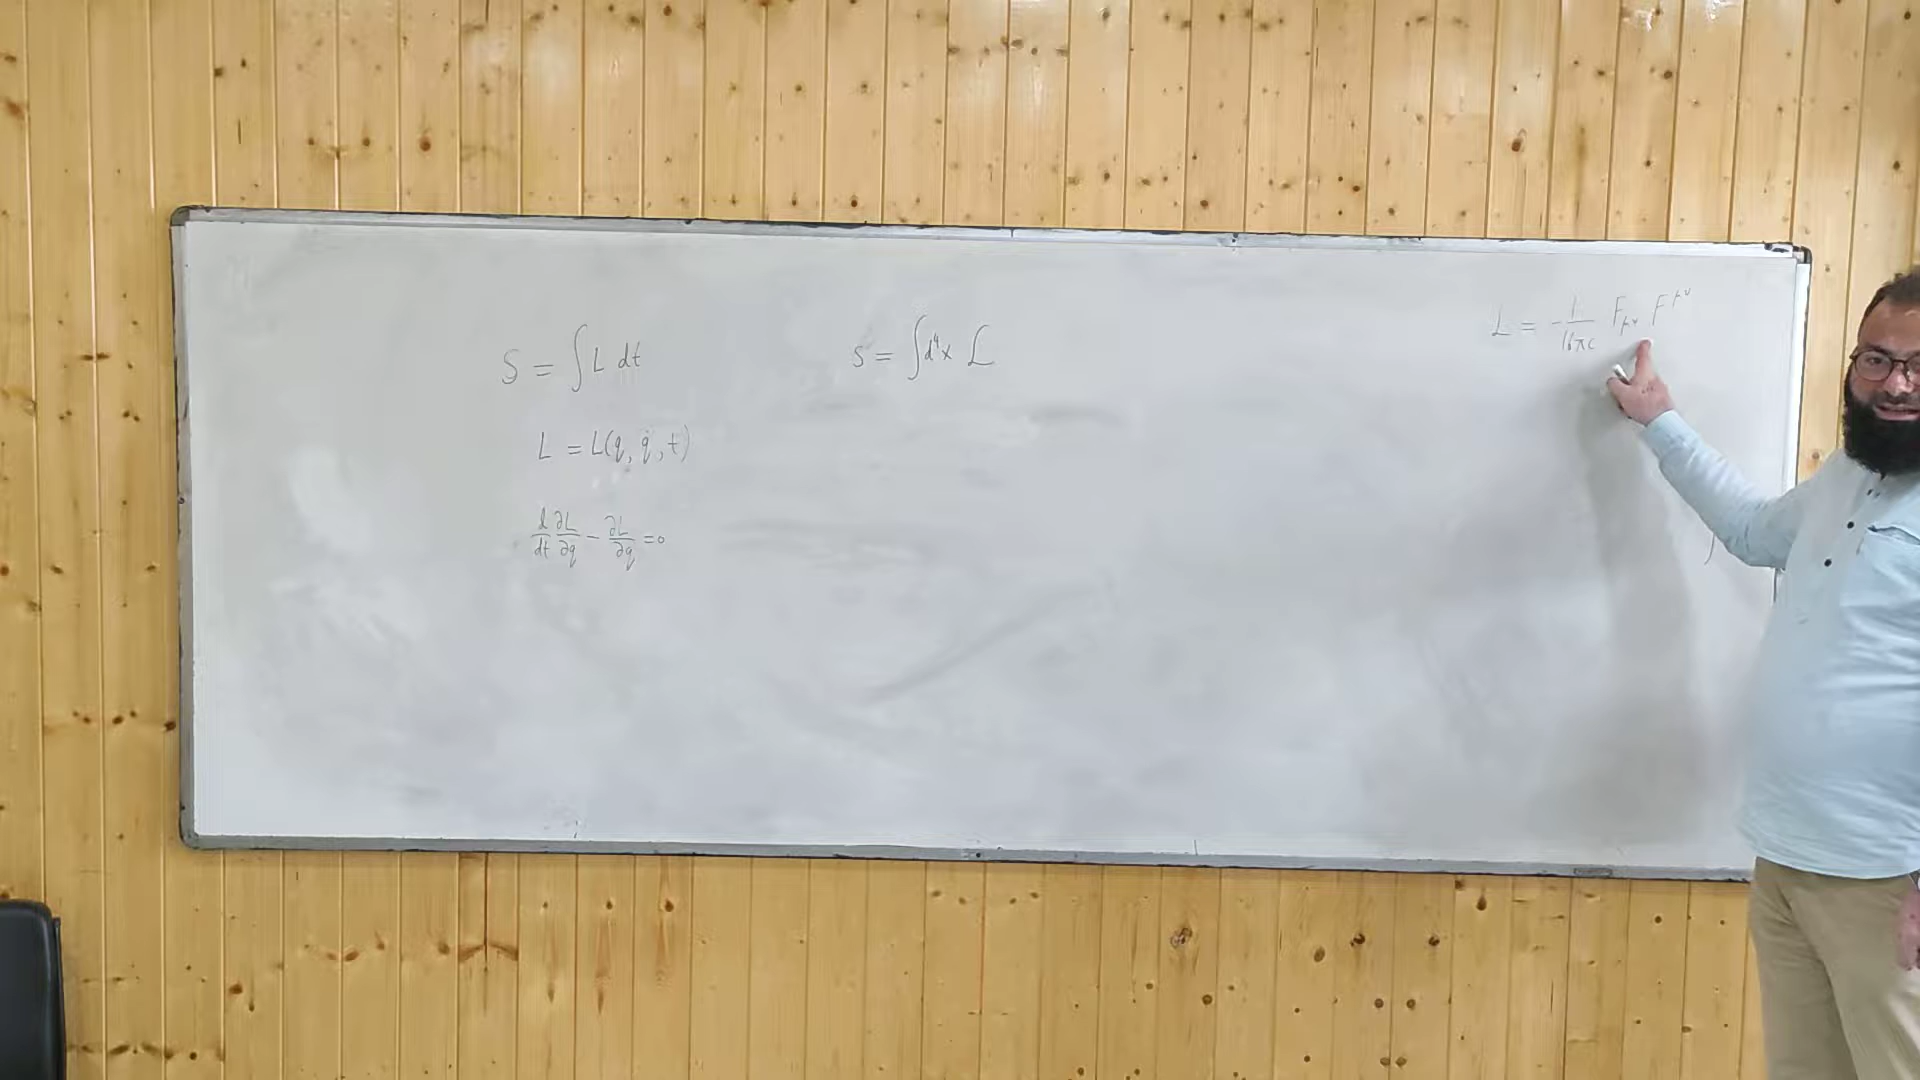 S = ∫ L dt
L = L(q, q̇, t)
d/dt ∂L/∂q̇ − ∂L/∂q = 0
S = ∫ d⁴x ℒ
ℒ = −1/16πc F_μν F^μν